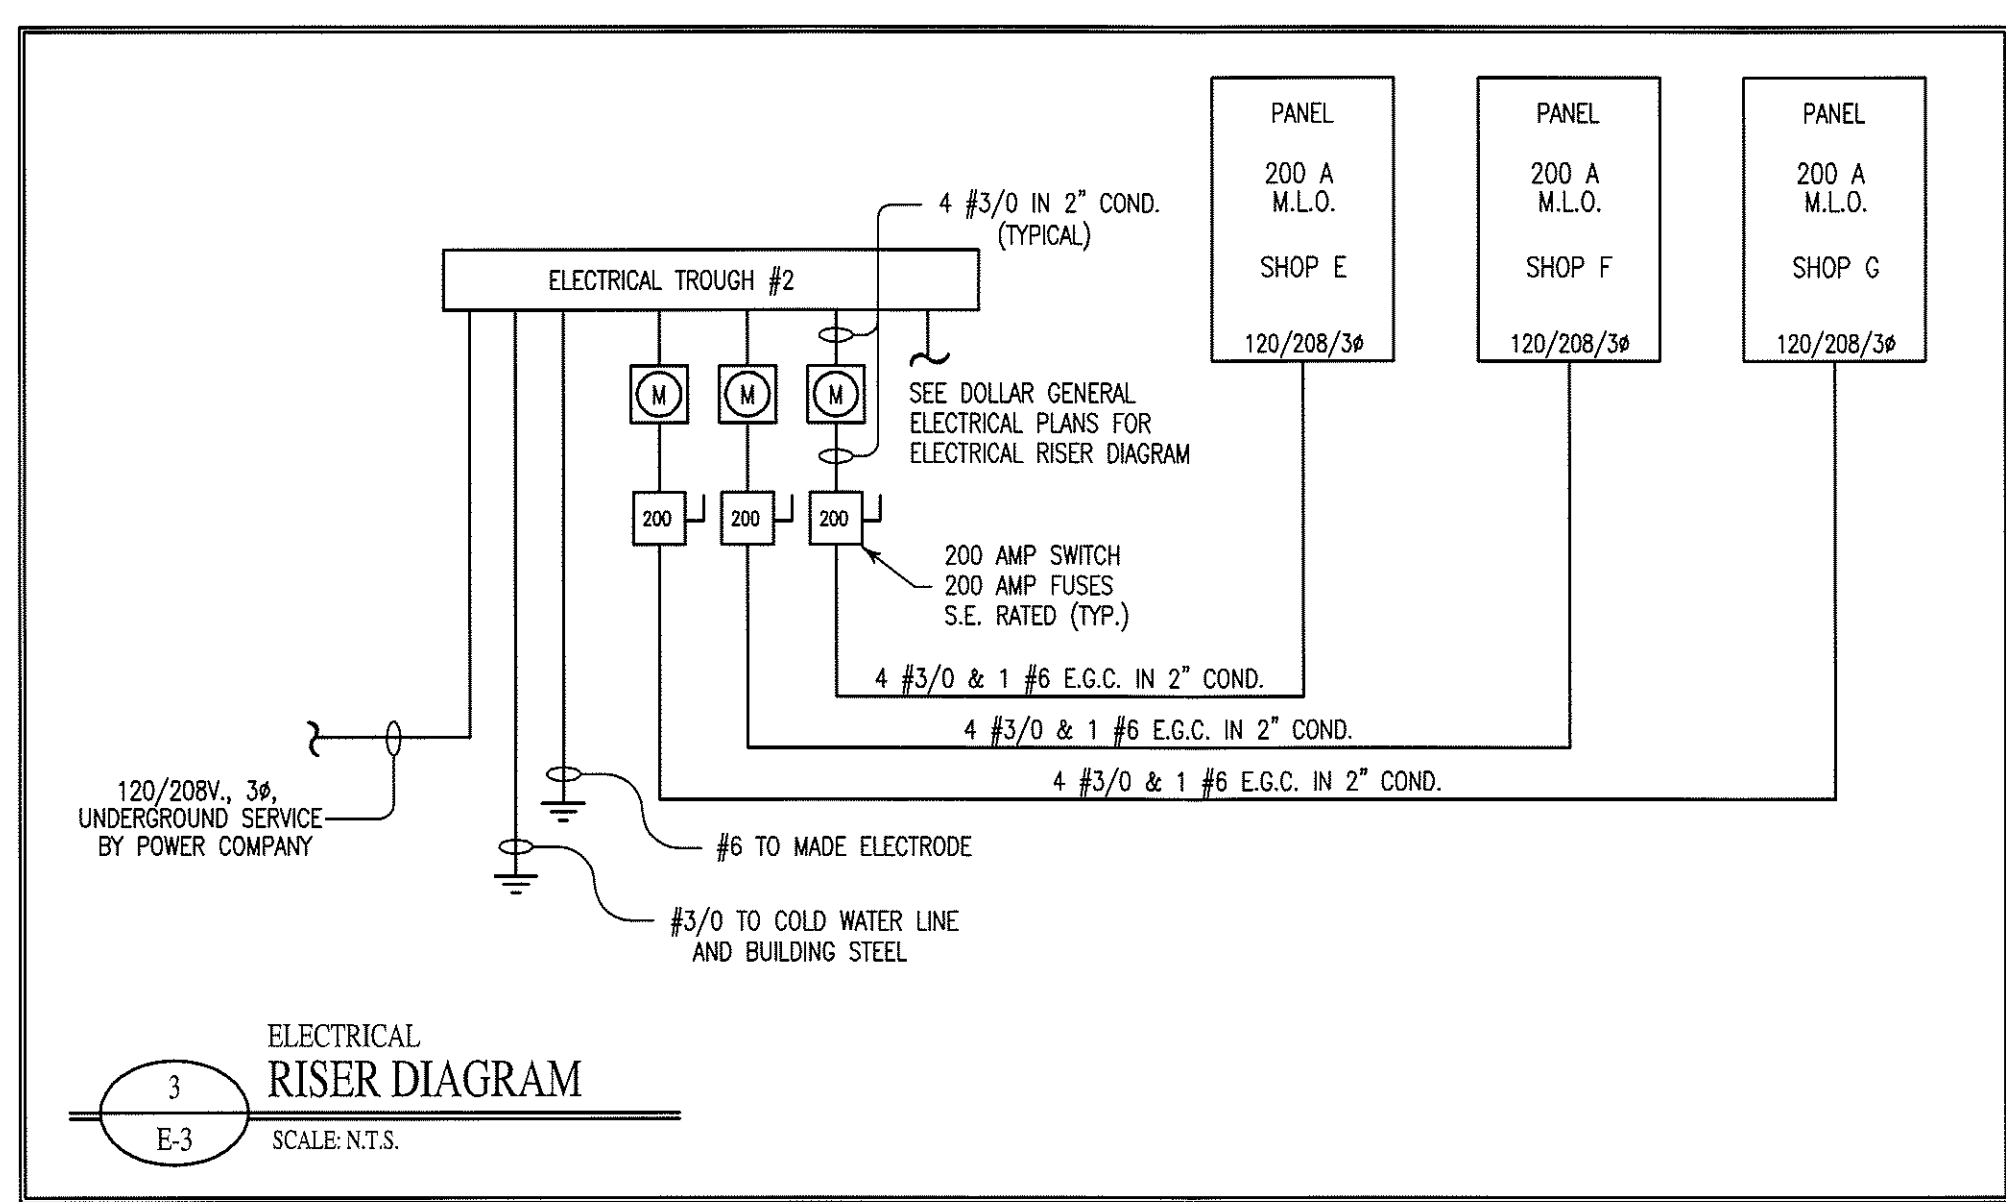 PANEL
200 A
M.L.O.
SHOP E
120/208/3ø
PANEL
200 A
M.L.O.
SHOP F
120/208/3ø
PANEL
200 A
M.L.O.
SHOP G
120/208/3ø
4 #3/0 IN 2" COND.
(TYPICAL)
ELECTRICAL TROUGH #2
M
M
M
SEE DOLLAR GENERAL
ELECTRICAL PLANS FOR
ELECTRICAL RISER DIAGRAM
200
200
200
200 AMP SWITCH
200 AMP FUSES
S.E. RATED (TYP.)
4 #3/0 & 1 #6 E.G.C. IN 2" COND.
4 #3/0 & 1 #6 E.G.C. IN 2" COND.
4 #3/0 & 1 #6 E.G.C. IN 2" COND.
120/208V., 3ø,
UNDERGROUND SERVICE
BY POWER COMPANY
#6 TO MADE ELECTRODE
#3/0 TO COLD WATER LINE
AND BUILDING STEEL
3
E-3
ELECTRICAL
RISER DIAGRAM
SCALE: N.T.S.